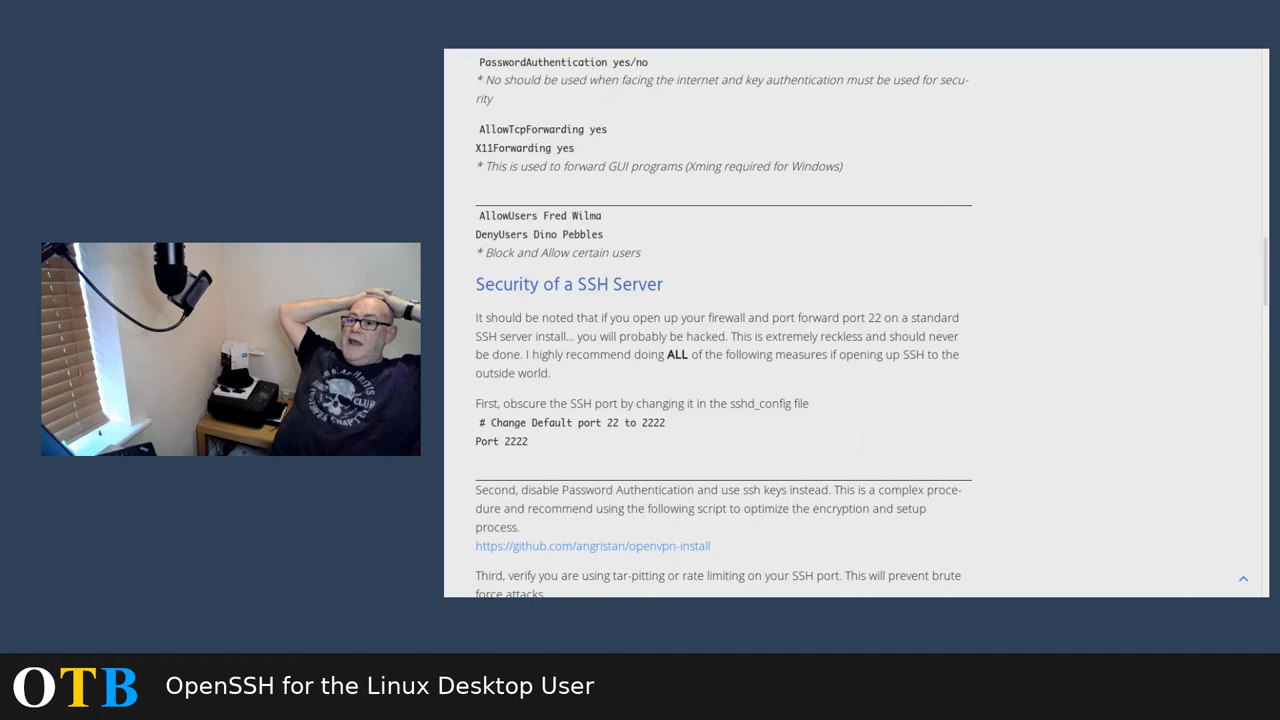 PasswordAuthentication yes/no
* No should be used when facing the internet and key authentication must be used for secu-
rity
AllowTcpForwarding yes
X11Forwarding yes
* This is used to forward GUI programs (Xming required for Windows)
AllowUsers Fred Wilma
DenyUsers Dino Pebbles
* Block and Allow certain users
Security of a SSH Server
It should be noted that if you open up your firewall and port forward port 22 on a standard
SSH server install... you will probably be hacked. This is extremely reckless and should never
be done. I highly recommend doing ALL of the following measures if opening up SSH to the
outside world.
First, obscure the SSH port by changing it in the sshd_config file
# Change Default port 22 to 2222
Port 2222
Second, disable Password Authentication and use ssh keys instead. This is a complex proce-
dure and recommend using the following script to optimize the encryption and setup
process.
https://github.com/angristan/openvpn-install
Third, verify you are using tar-pitting or rate limiting on your SSH port. This will prevent brute
force attacks.
OTB OpenSSH for the Linux Desktop User